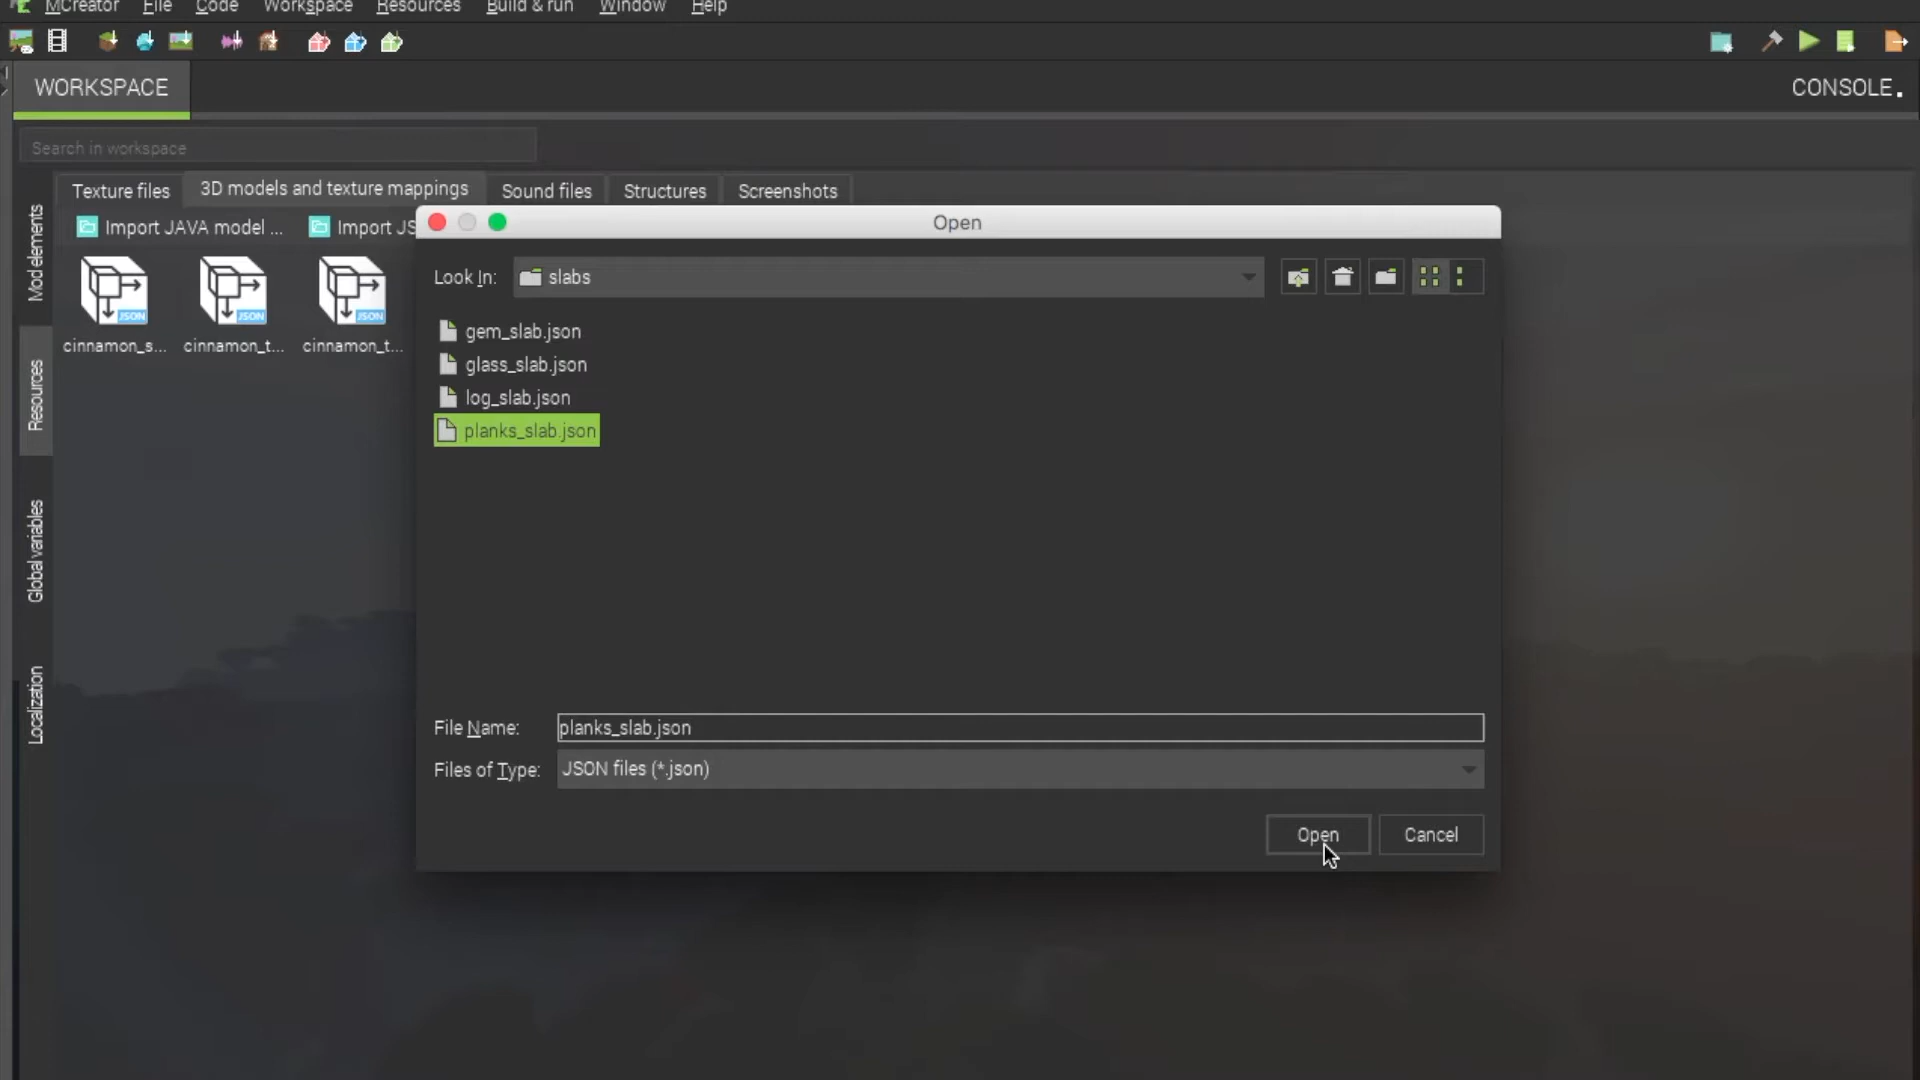 MCreator File Code Workspace Resources Build & run Window Help
WORKSPACE
CONSOLE.
Search in workspace
Texture files 3D models and texture mappings Sound files Structures Screenshots
Import JAVA model ... Import JS
JSON JSON JSON
cinnamon_s... cinnamon_t... cinnamon_t...
Mod elements
Resources
Global variables
Localization
Open
Look In: slabs
gem_slab.json
glass_slab.json
log_slab.json
planks_slab.json
File Name: planks_slab.json
Files of Type: JSON files (*.json)
Open Cancel